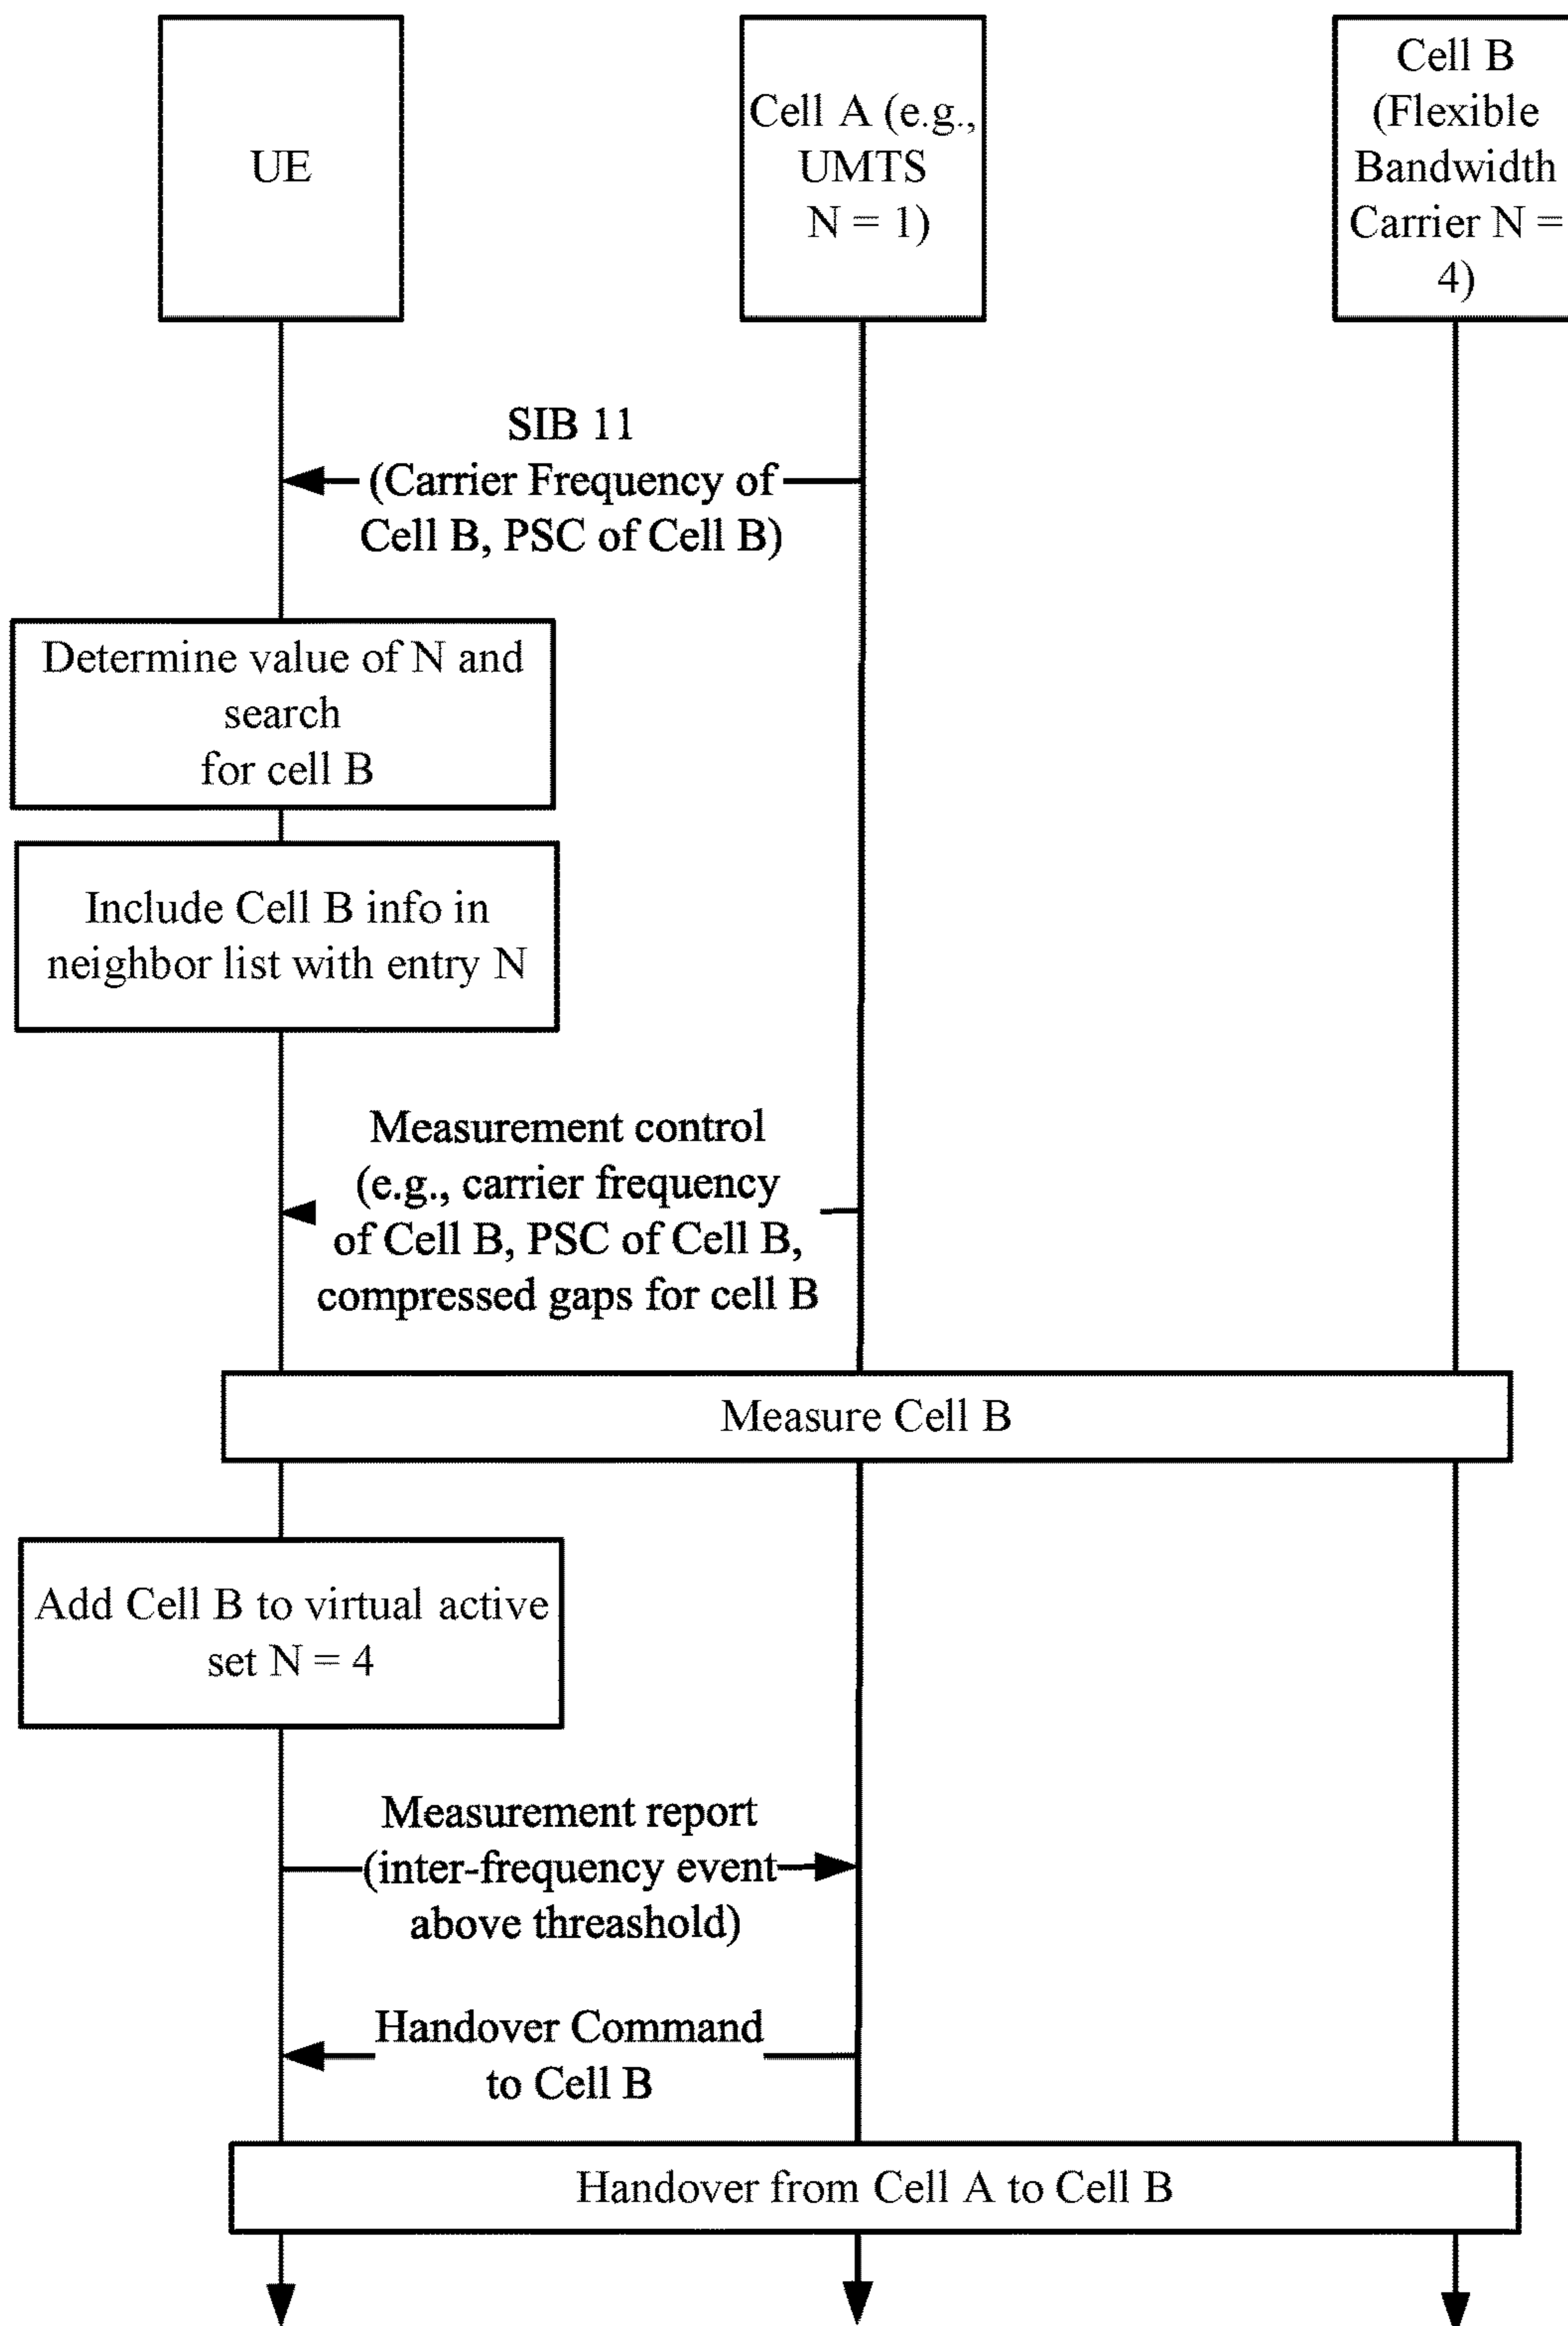 UE
Cell A (e.g.,
UMTS
N = 1)
Cell B
(Flexible
Bandwidth
Carrier N =
4)
SIB 11
(Carrier Frequency of
Cell B, PSC of Cell B)
Determine value of N and
search
for cell B
Include Cell B info in
neighbor list with entry N
Measurement control
(e.g., carrier frequency
of Cell B, PSC of Cell B,
compressed gaps for cell B
Measure Cell B
Add Cell B to virtual active
set N = 4
Measurement report
(inter-frequency event
above threashold)
Handover Command
to Cell B
Handover from Cell A to Cell B